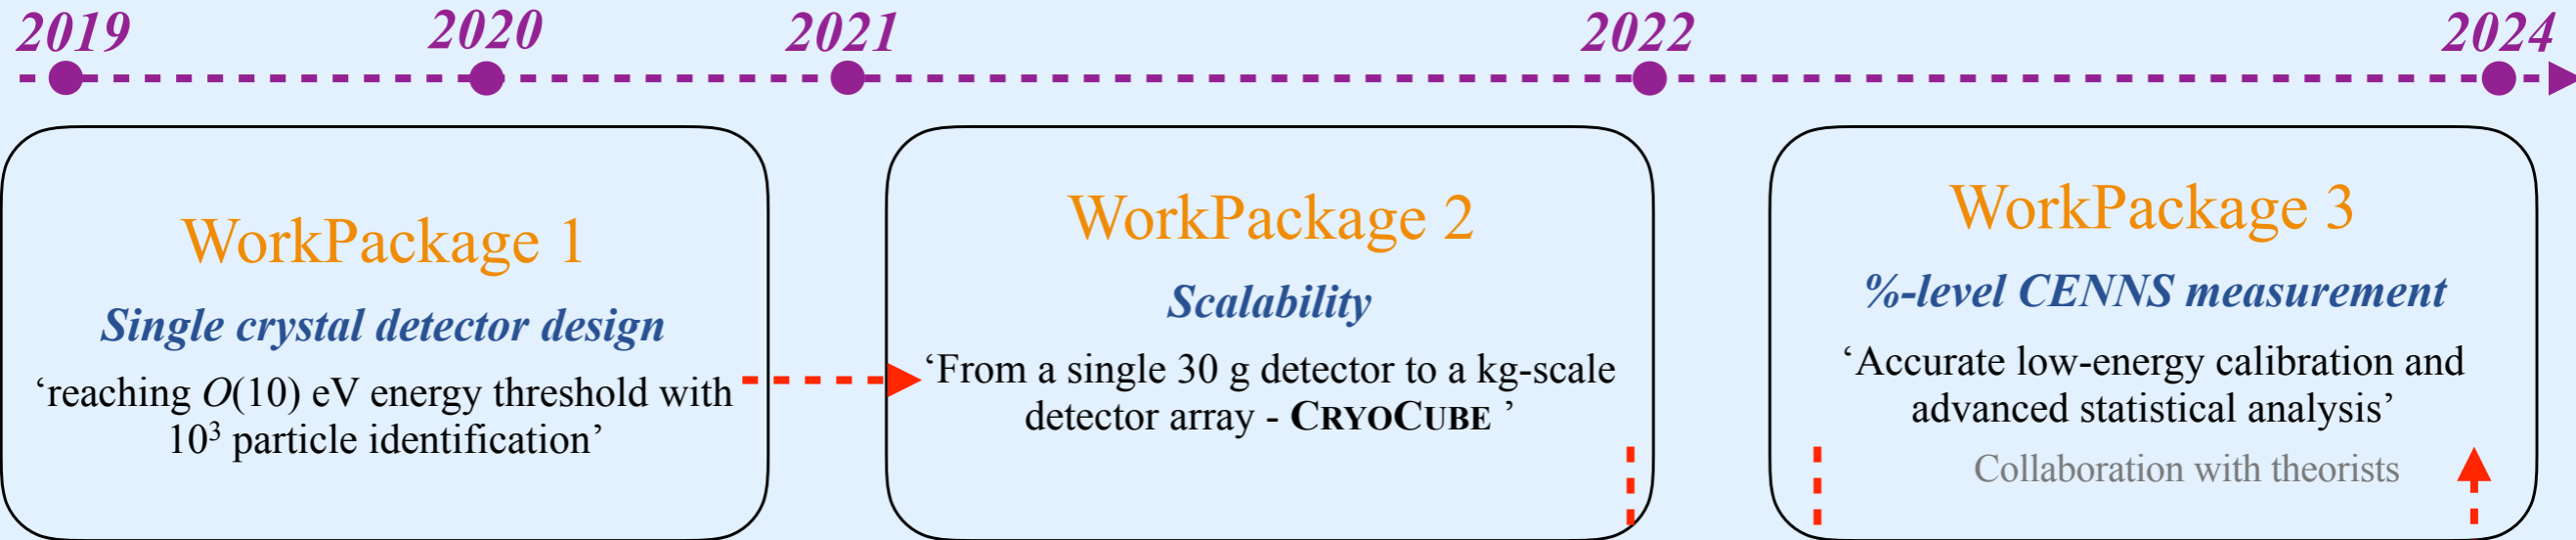 2019
2020
2021
2022
2024
WorkPackage 1
Single crystal detector design
‘reaching O(10) eV energy threshold with
10³ particle identification’
WorkPackage 2
Scalability
‘From a single 30 g detector to a kg-scale
detector array - CRYOCUBE ’
WorkPackage 3
%-level CENNS measurement
‘Accurate low-energy calibration and
advanced statistical analysis’
Collaboration with theorists